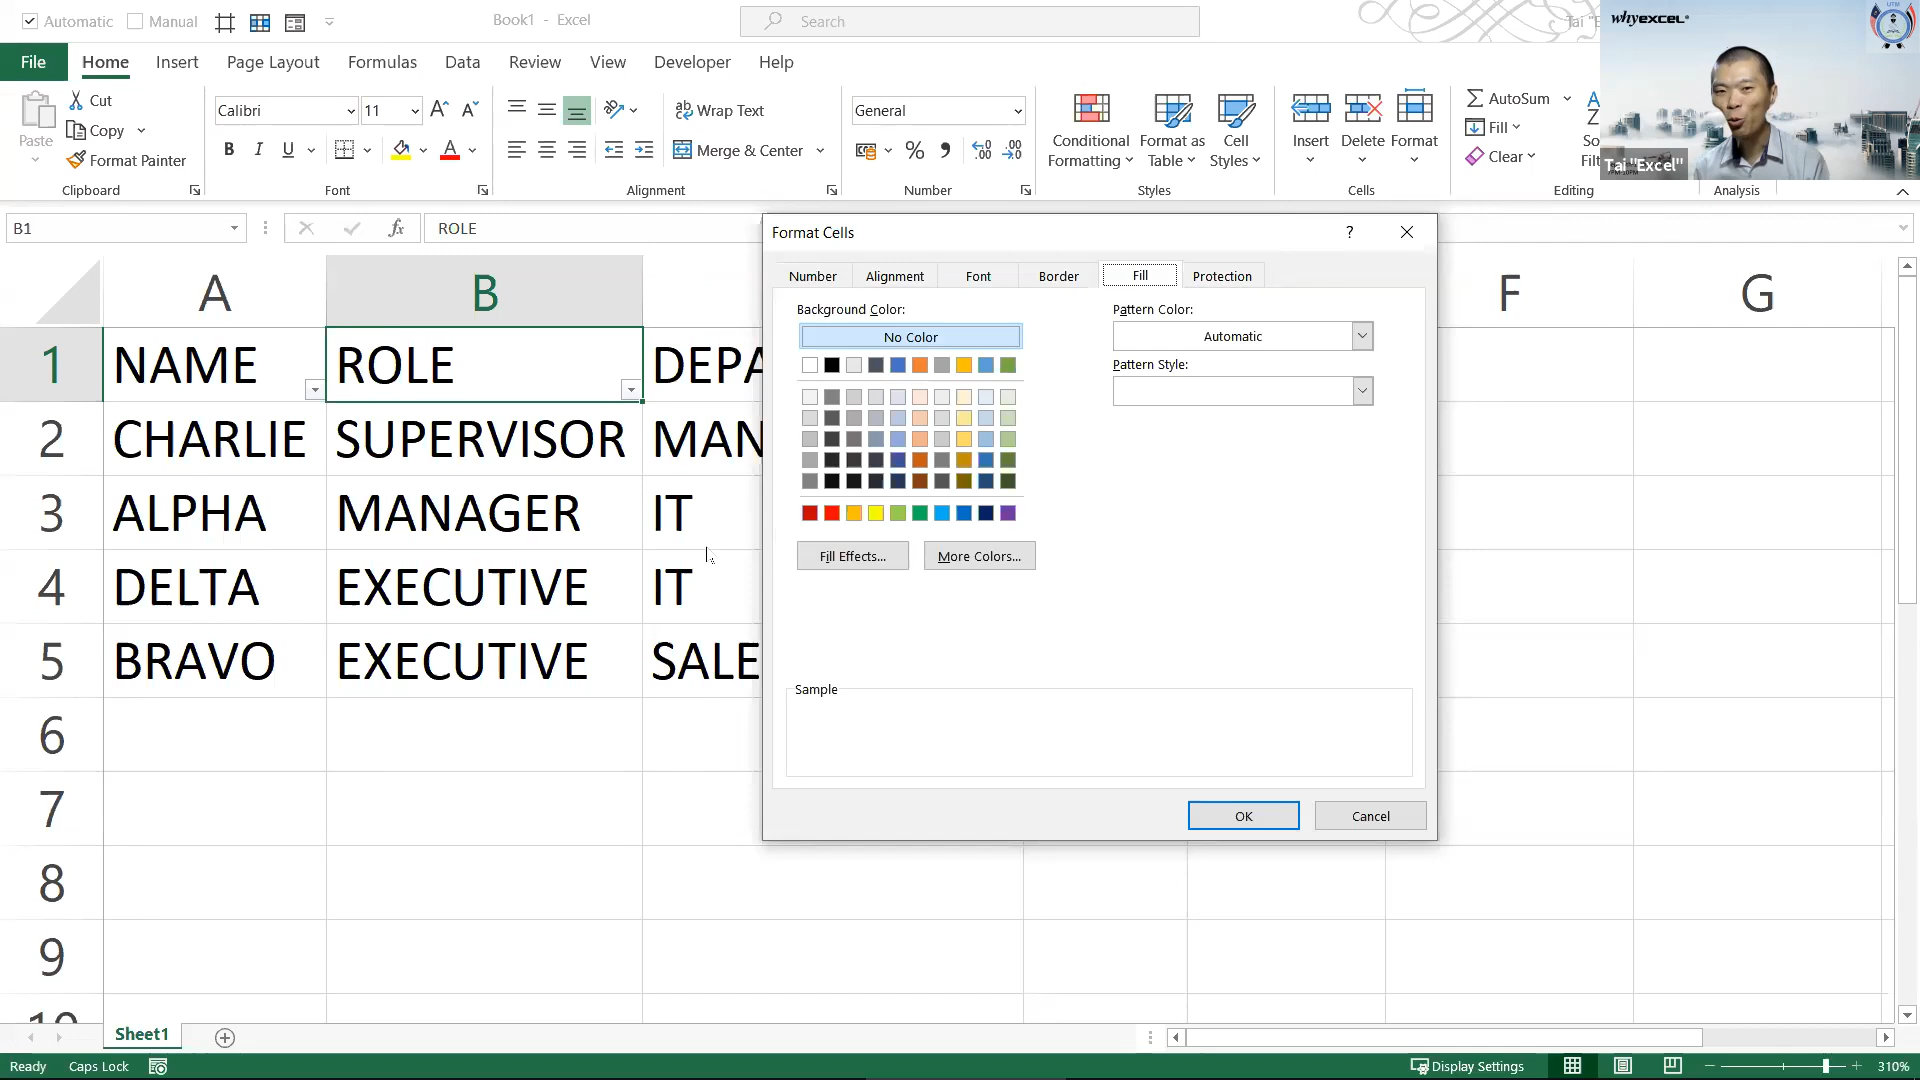 Automatic Manual Book1 - Excel Search
whyEXCEL
UTM
File Home Insert Page Layout Formulas Data Review View Developer Help
Paste
Cut
Copy
Format Painter
Clipboard
Calibri 11
B I U
Font
Wrap Text
Merge & Center
Alignment
General
Number
Conditional Formatting
Format as Table
Cell Styles
Styles
Insert Delete Format
Cells
AutoSum
Fill
Clear
Editing
Analysis
Tai "Excel"
B1 fx ROLE
A B F G
1 NAME ROLE DEPA
2 CHARLIE SUPERVISOR MAN
3 ALPHA MANAGER IT
4 DELTA EXECUTIVE IT
5 BRAVO EXECUTIVE SALE
6
7
8
9
10
Format Cells ?
Number Alignment Font Border Fill Protection
Background Color:
No Color
Pattern Color:
Automatic
Pattern Style:
Fill Effects...
More Colors...
Sample
OK Cancel
Sheet1
Ready Caps Lock Display Settings 310%